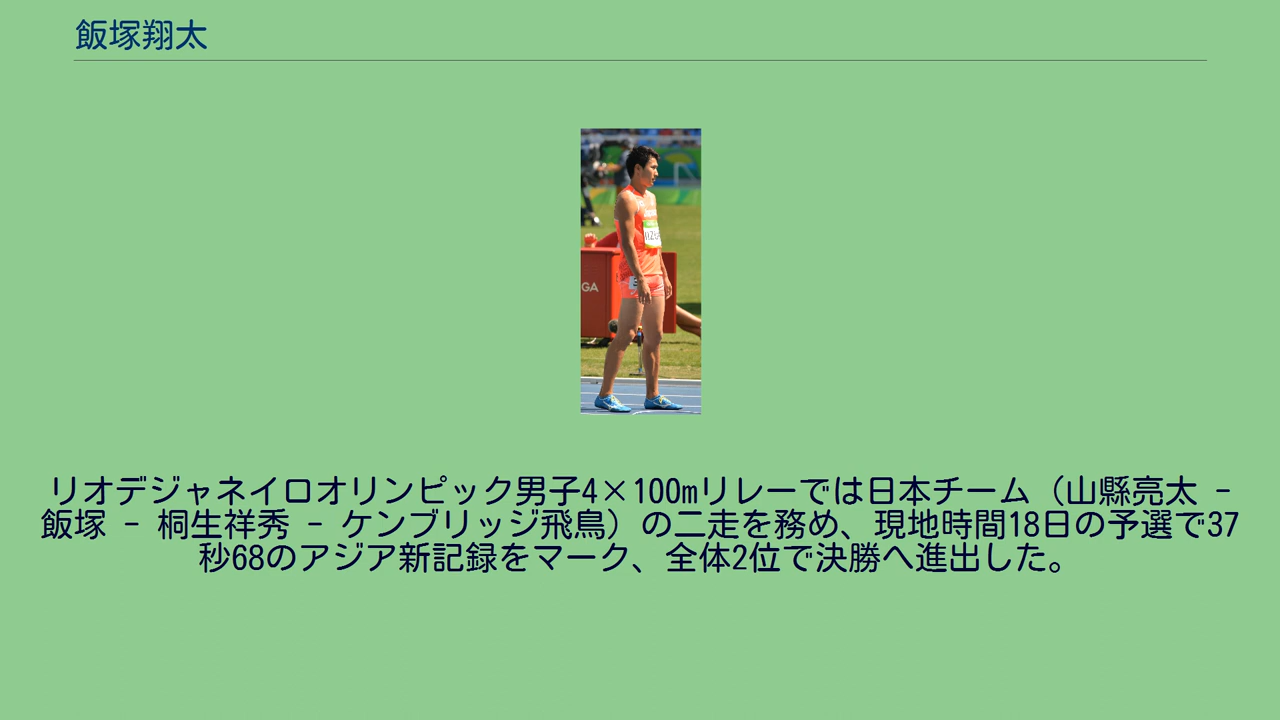 飯塚翔太
GA
リオデジャネイロオリンピック男子4×100mリレーでは日本チーム（山縣亮太 -
飯塚 - 桐生祥秀 - ケンブリッジ飛鳥）の二走を務め、現地時間18日の予選で37
秒68のアジア新記録をマーク、全体2位で決勝へ進出した。